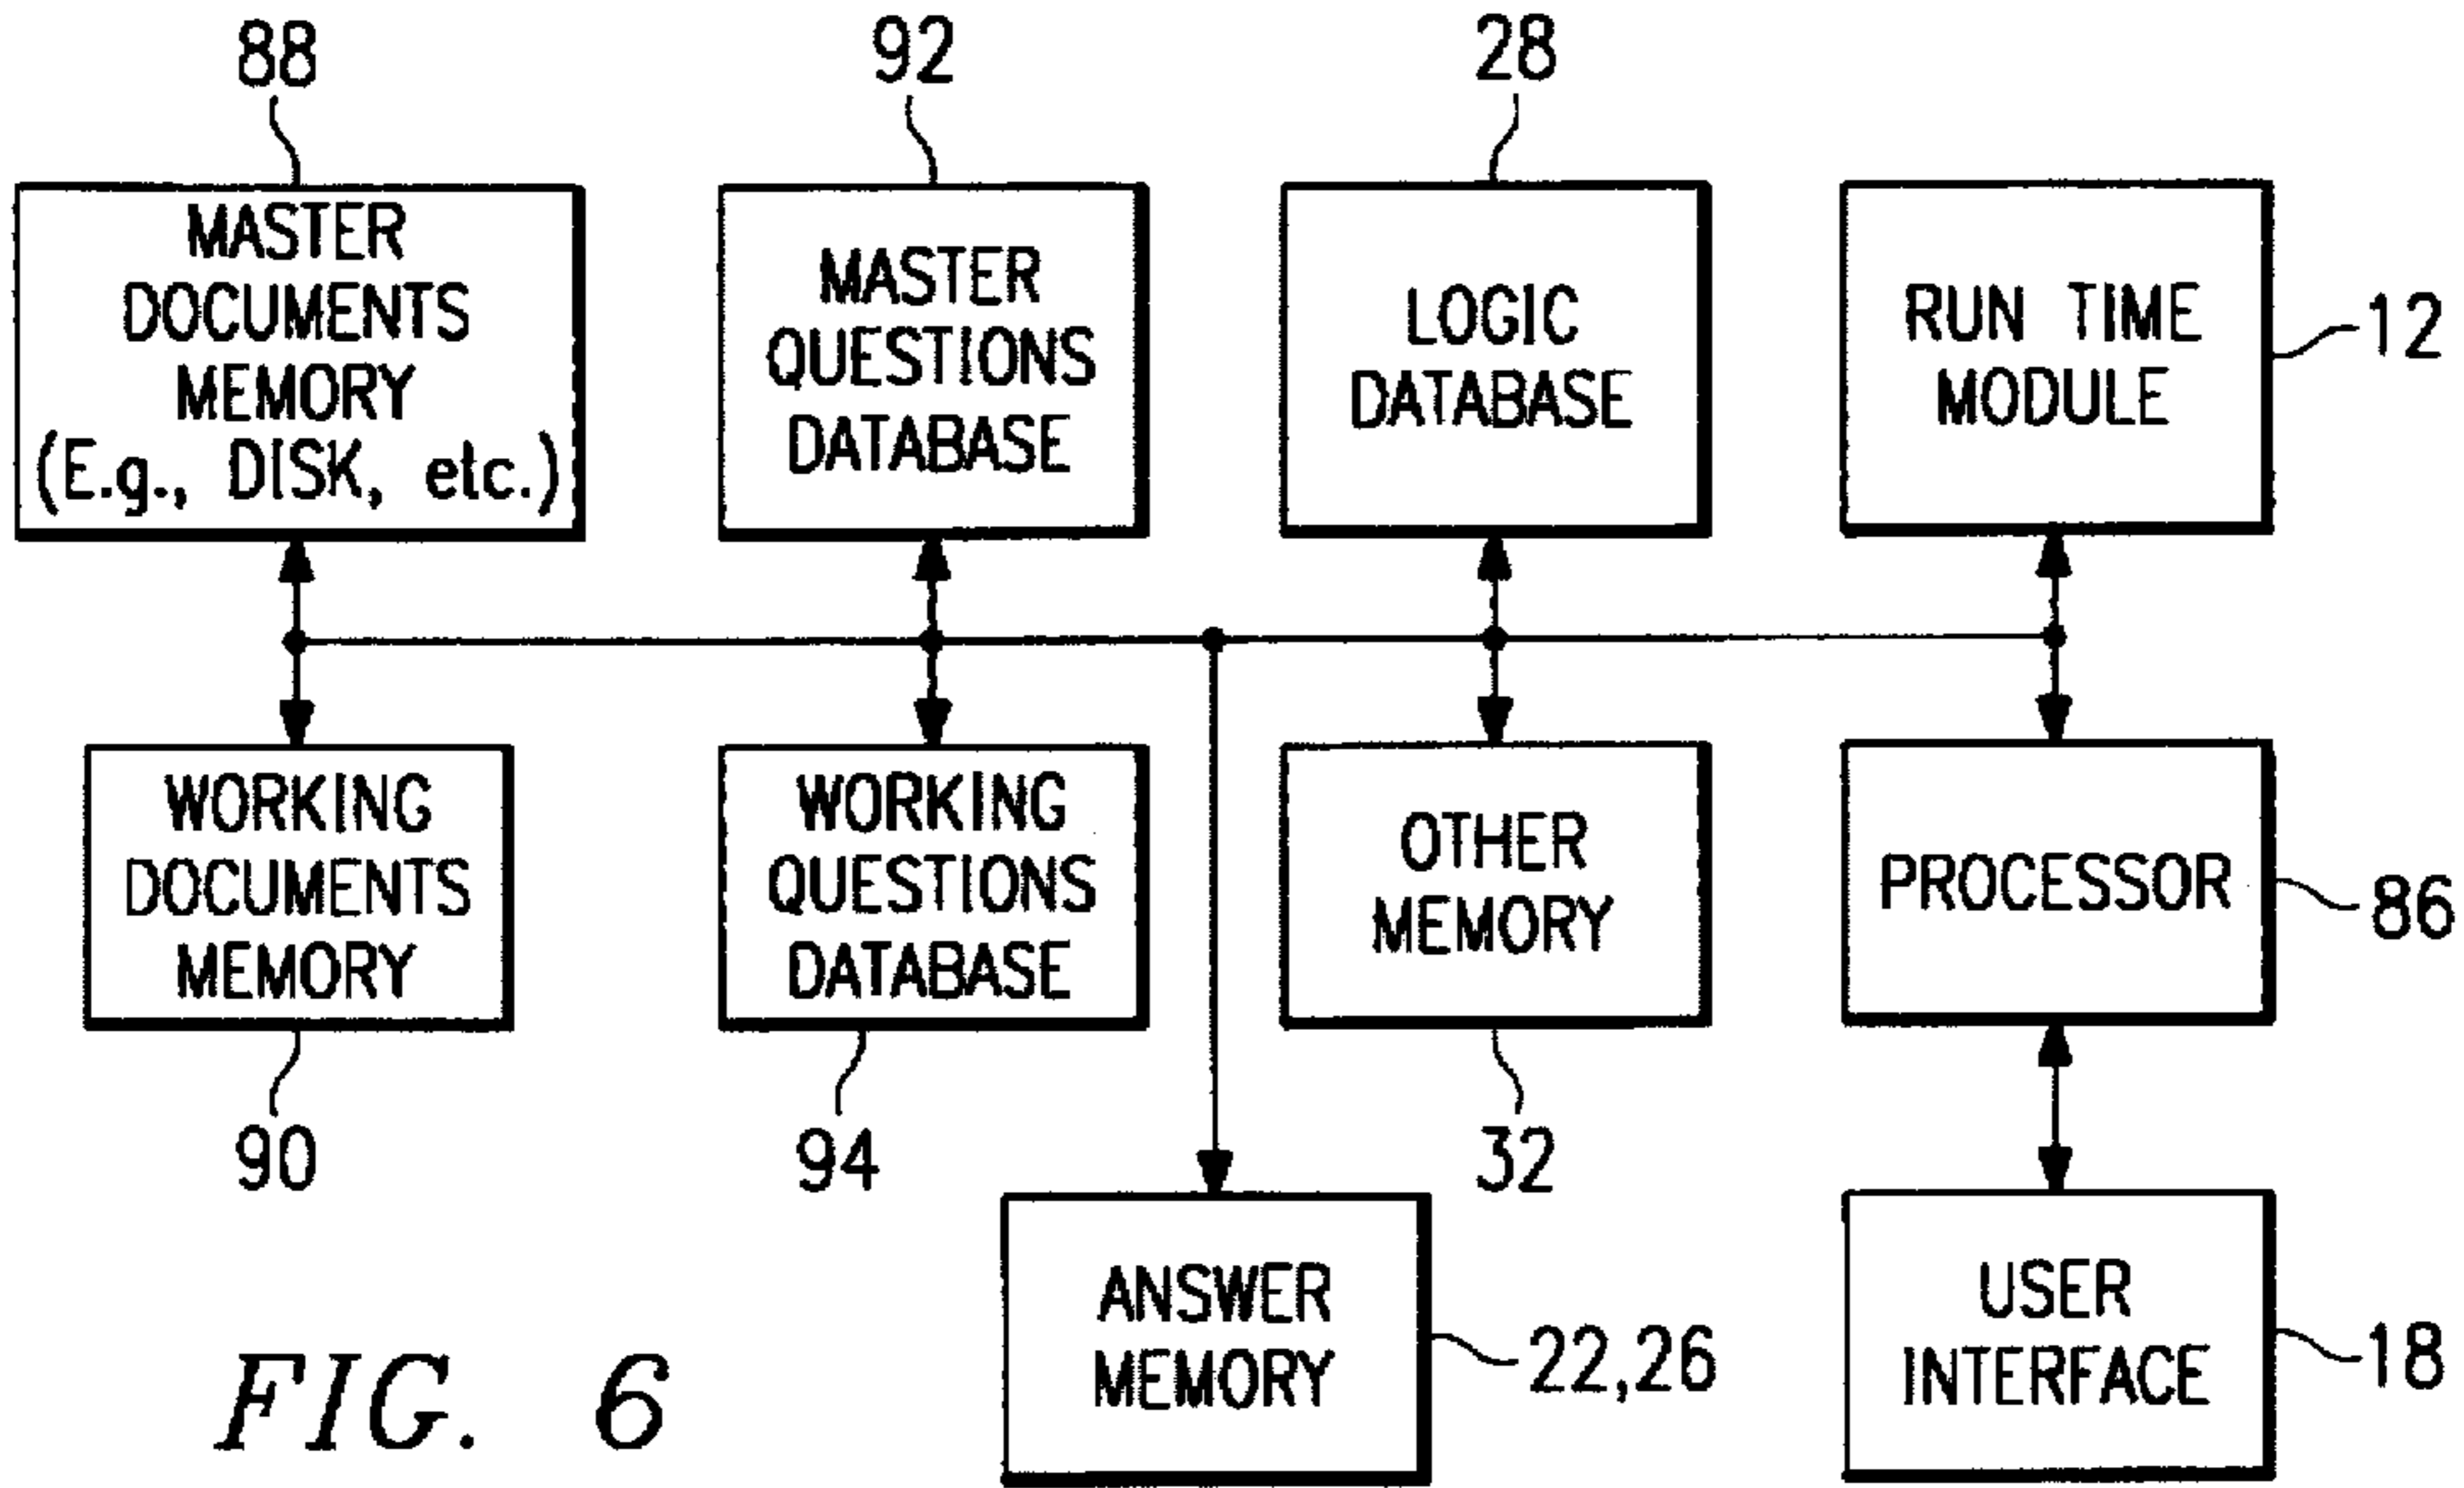 88
92
28
MASTER
DOCUMENTS
MEMORY
(E.g., DISK, etc.)
MASTER
QUESTIONS
DATABASE
LOGIC
DATABASE
RUN TIME
MODULE
12
WORKING
DOCUMENTS
MEMORY
WORKING
QUESTIONS
DATABASE
OTHER
MEMORY
PROCESSOR
86
90
94
32
ANSWER
MEMORY
22,26
USER
INTERFACE
18
FIG. 6